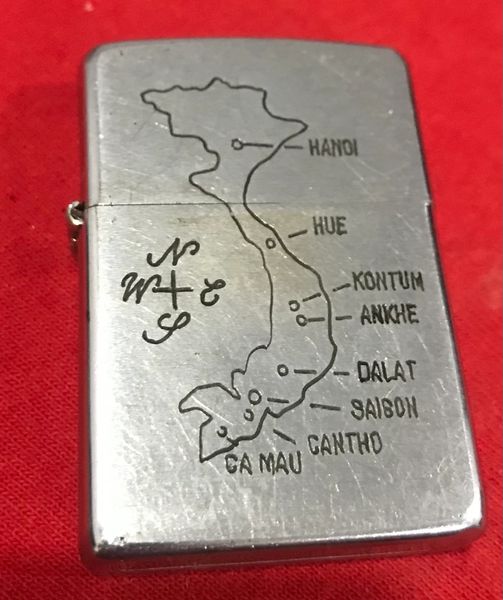 HANOI
HUE
N
W E
S
KONTUM
ANKHE
DALAT
SAIGON
CANTHO
CA MAU